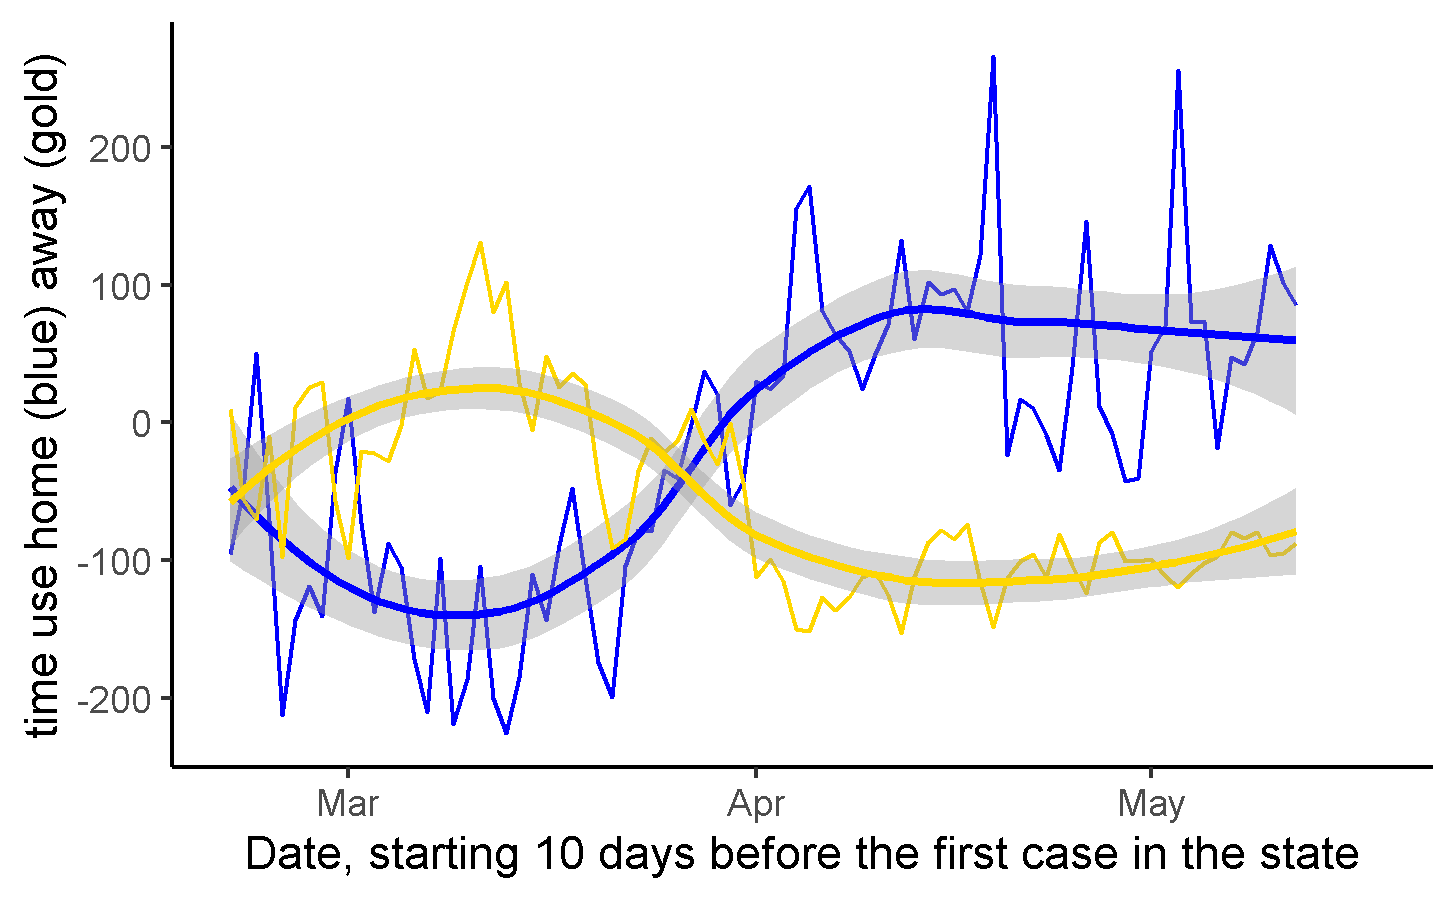 time use home (blue) away (gold)
200
100
0
-100
-200
Mar
Apr
May
Date, starting 10 days before the first case in the state